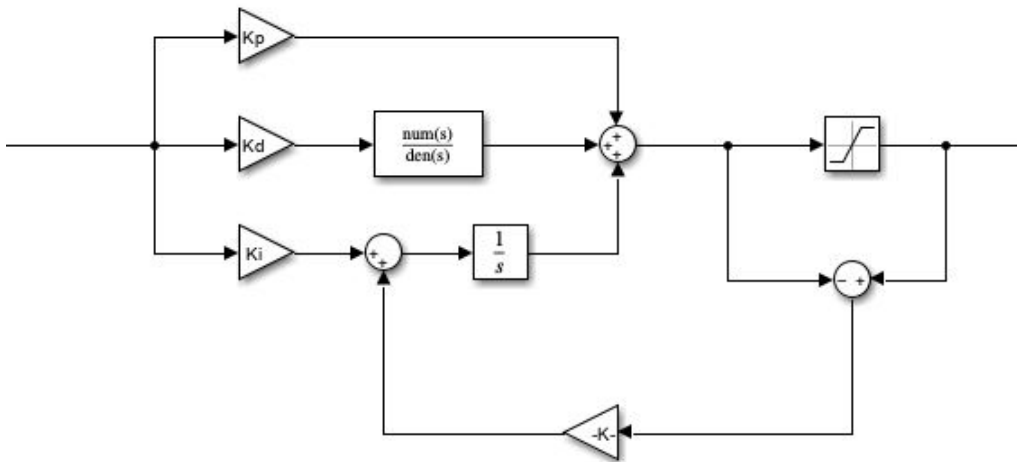 Kp
+
Kd
num(s)
den(s)
+ +
+
Ki
+
+
1
s
- +
-K-